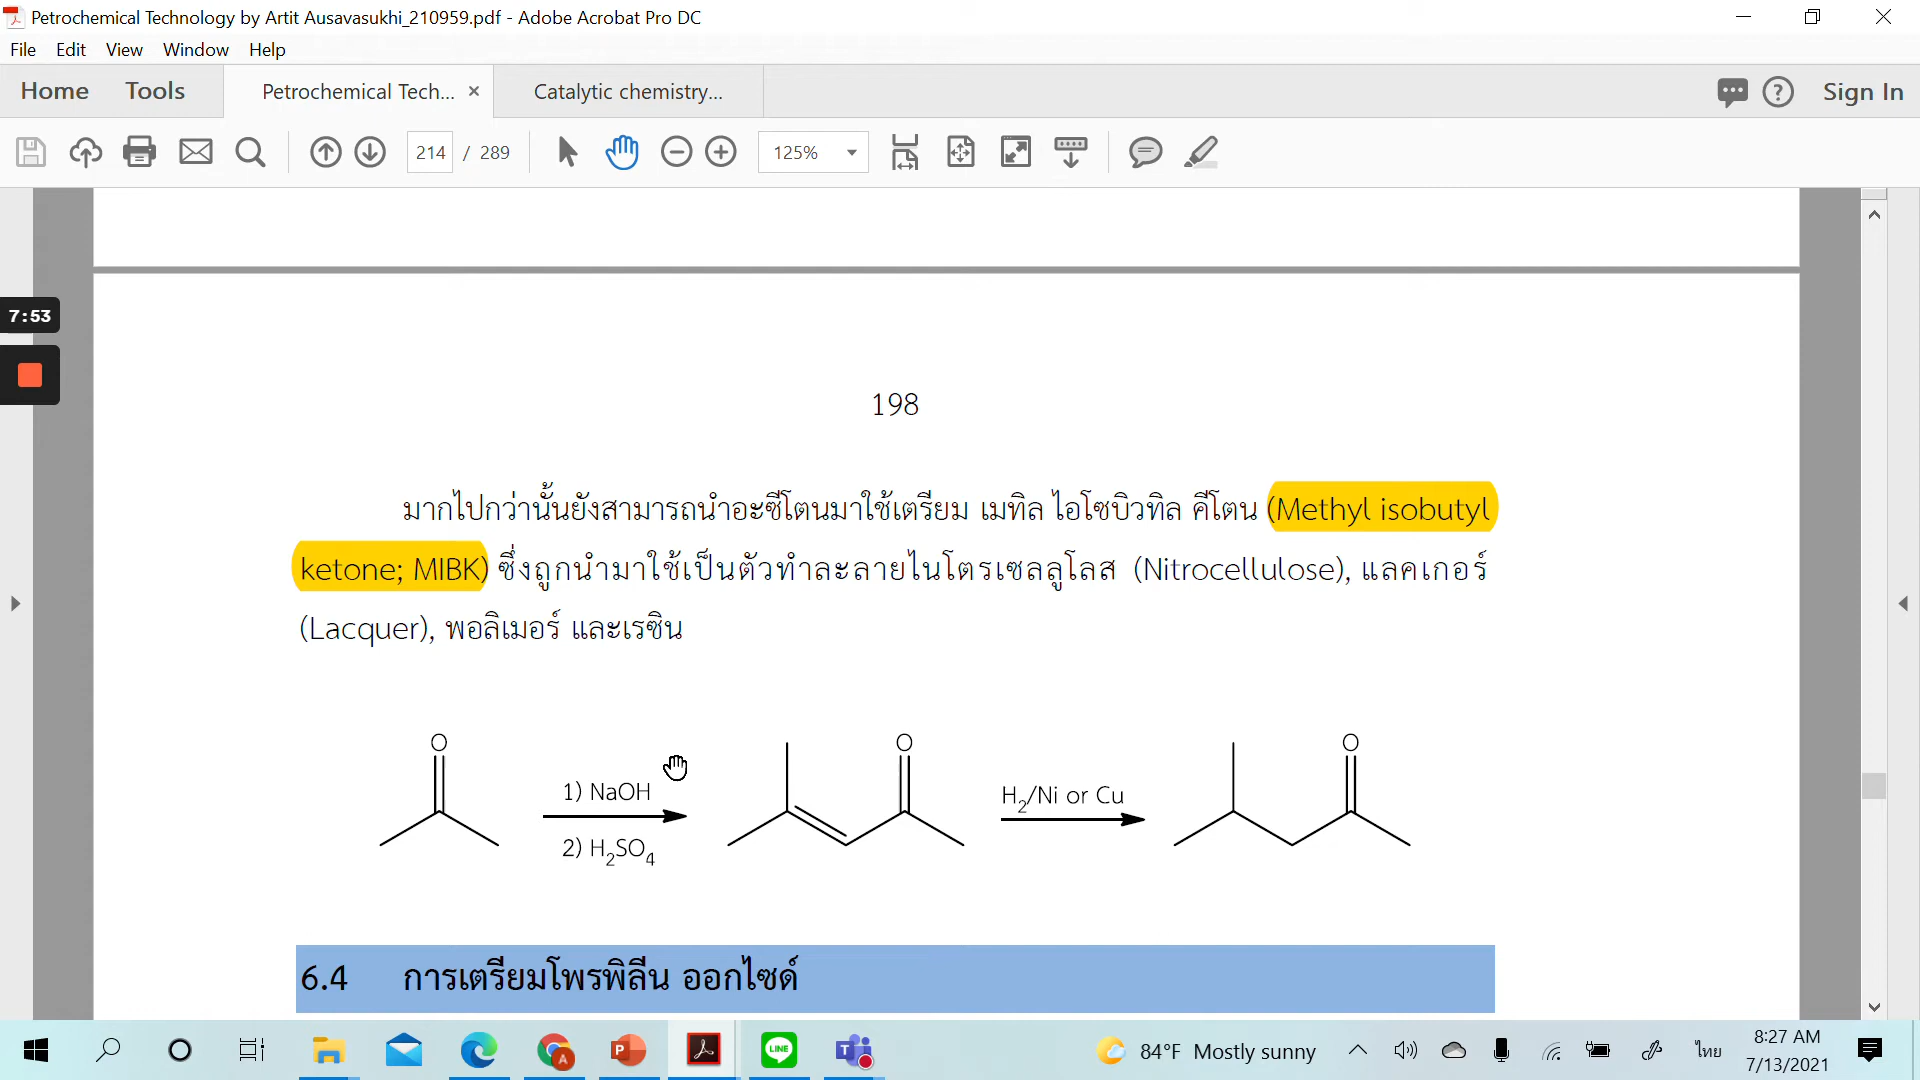 Petrochemical Technology by Artit Ausavasukhi_210959.pdf - Adobe Acrobat Pro DC
File Edit View Window Help
Home Tools Petrochemical Tech... × Catalytic chemistry... ? Sign In
214 / 289 125%
7:53
198
มากไปกว่านั้นยังสามารถนำอะซีโตนมาใช้เตรียม เมทิล ไอโซบิวทิล คีโตน (Methyl isobutyl
ketone; MIBK) ซึ่งถูกนำมาใช้เป็นตัวทำละลายไนโตรเซลลูโลส (Nitrocellulose), แลคเกอร์
(Lacquer), พอลิเมอร์ และเรซิน
O O O
1) NaOH H2/Ni or Cu
2) H2SO4
6.4 การเตรียมโพรพิลีน ออกไซด์
A P LINE T 84°F Mostly sunny ไทย 8:27 AM
7/13/2021